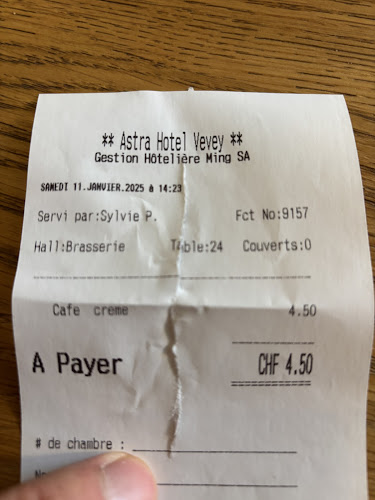 ** Astra Hotel Vevey **
Gestion Hôtelière Ming SA
SAMEDI 11.JANVIER.2025 à 14:23
Servi par:Sylvie P. Fct No:9157
Hall:Brasserie Table:24 Couverts:0
Cafe creme 4.50
A Payer CHF 4.50
# de chambre :